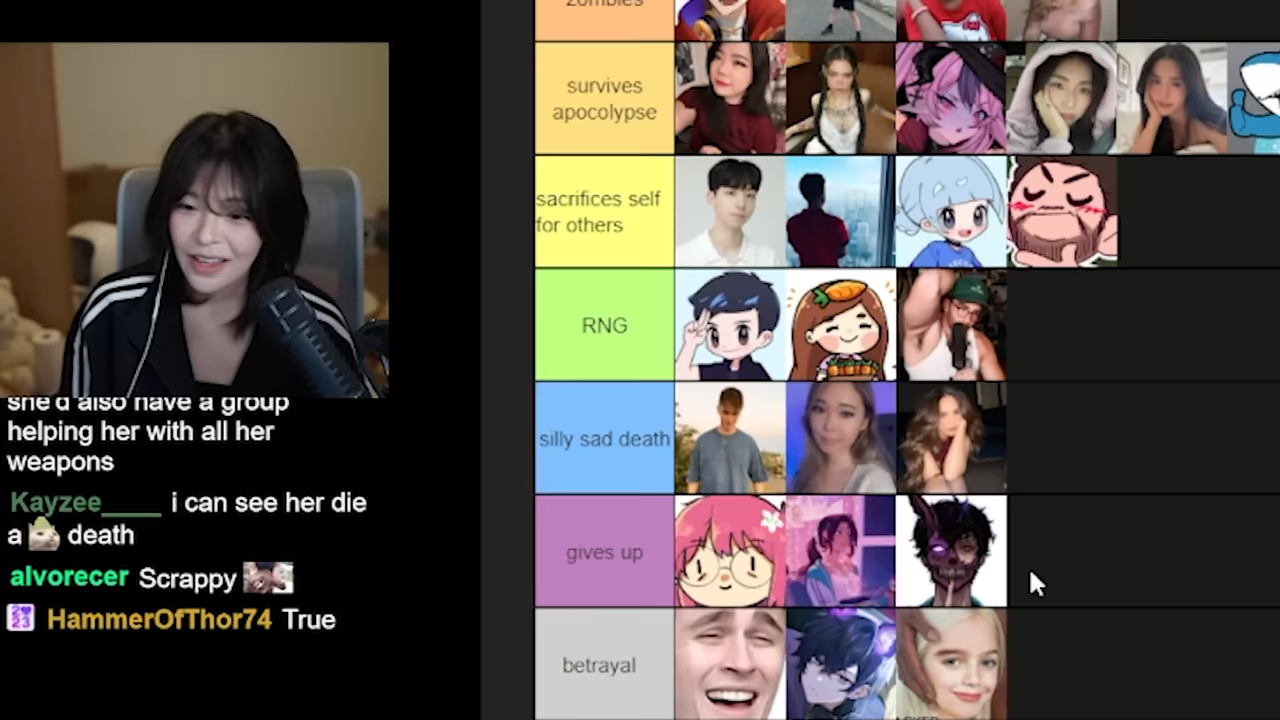 she'd also have a group
helping her with all her
weapons
Kayzee____ i can see her die
a death
alvorecer Scrappy
HammerOfThor74 True
zombies
survives
apocolypse
sacrifices self
for others
RNG
silly sad death
gives up
betrayal